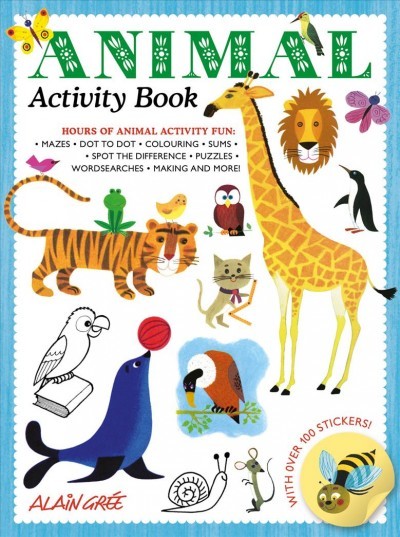 ANIMAL
Activity Book
HOURS OF ANIMAL ACTIVITY FUN:
• MAZES • DOT TO DOT • COLOURING • SUMS •
• SPOT THE DIFFERENCE • PUZZLES •
WORDSEARCHES • MAKING AND MORE!
WITH OVER 100 STICKERS!
ALAIN GRÉE